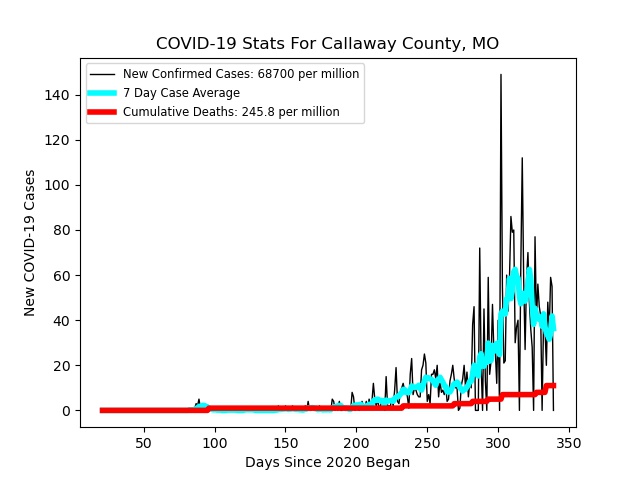 COVID-19 Stats For Callaway County, MO
New Confirmed Cases: 68700 per million
7 Day Case Average
Cumulative Deaths: 245.8 per million
140
120
100
80
60
40
20
0
New COVID-19 Cases
50
100
150
200
250
300
350
Days Since 2020 Began